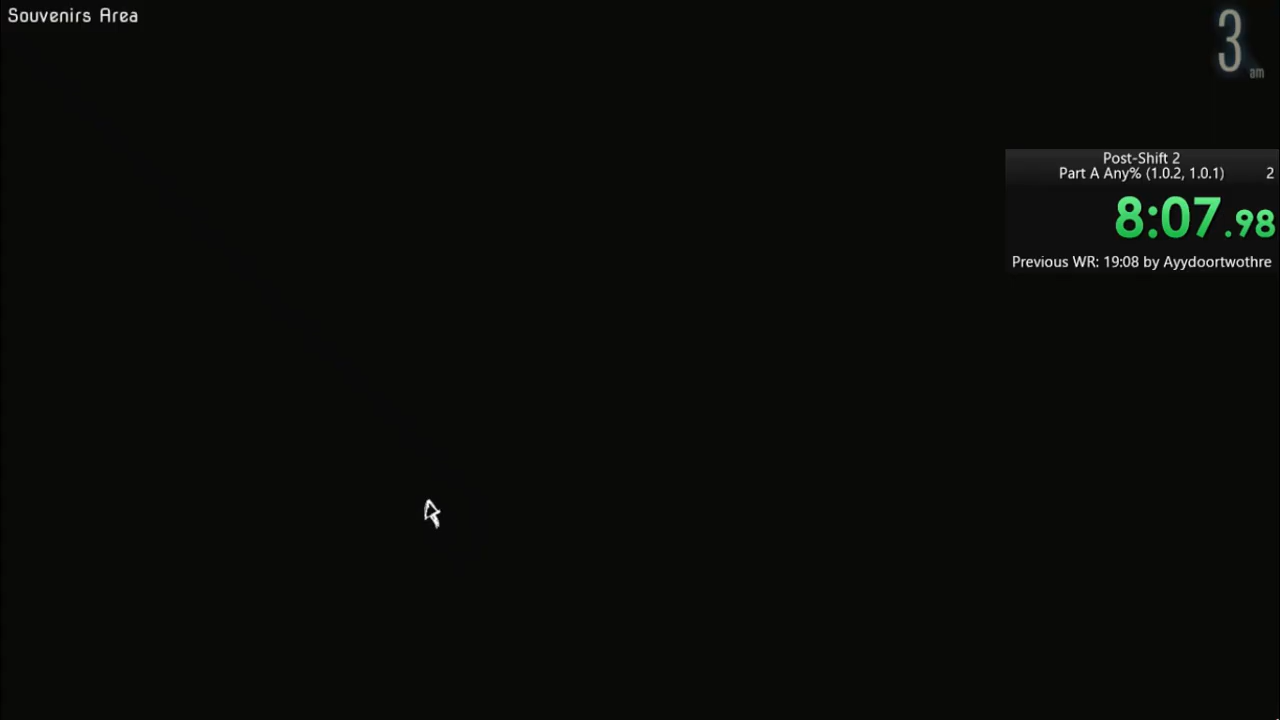 Souvenirs Area
3
am
Post-Shift 2
Part A Any% (1.0.2, 1.0.1) 2
8:07.98
Previous WR: 19:08 by Ayydoortwothre